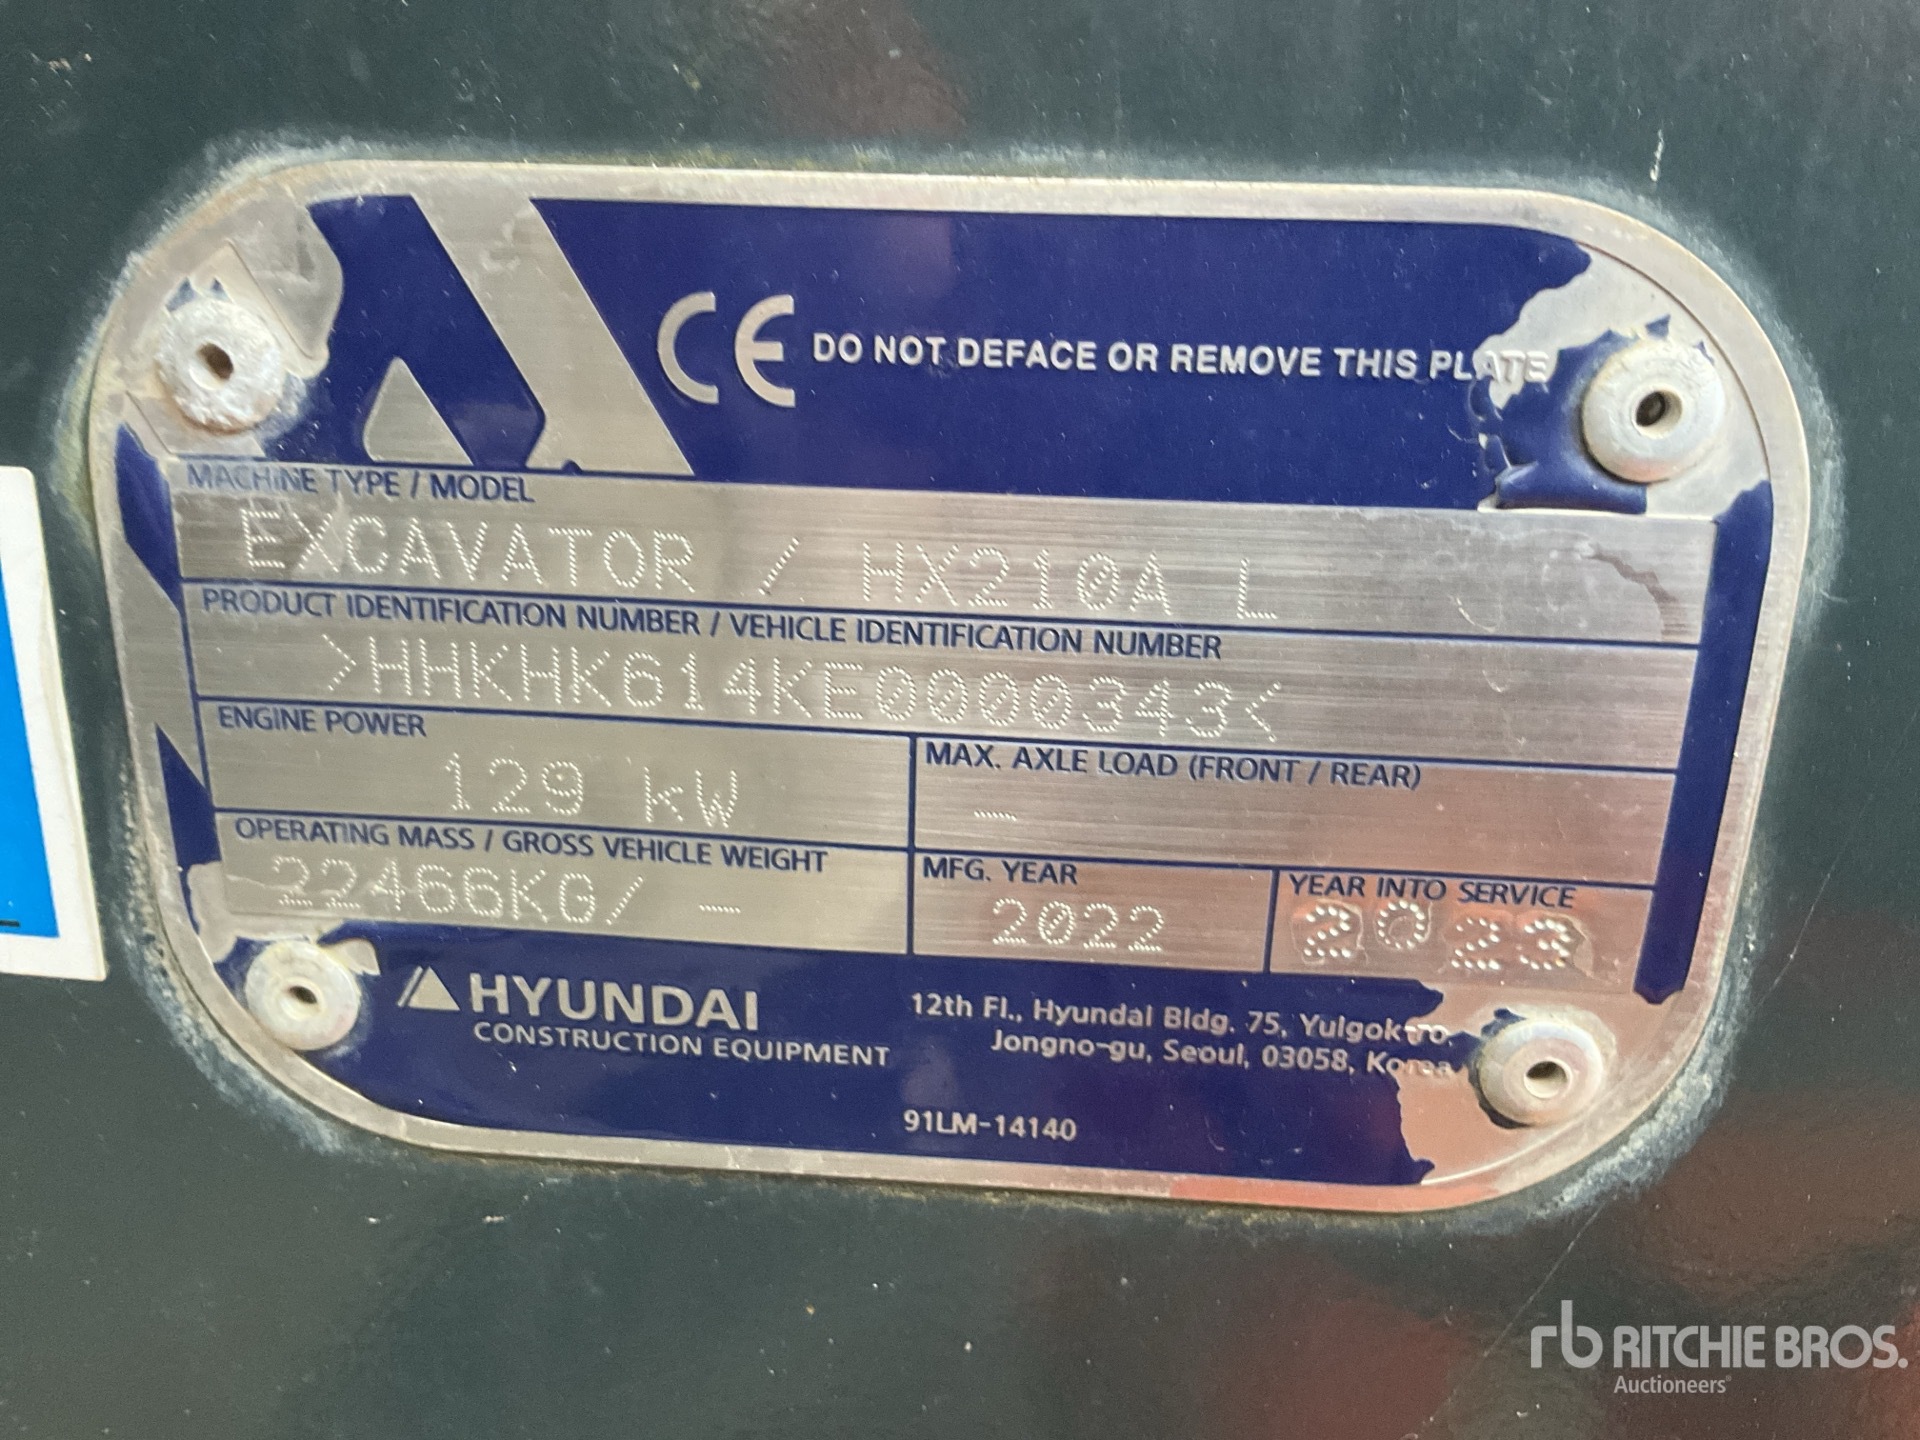 CE DO NOT DEFACE OR REMOVE THIS PLATE
MACHINE TYPE / MODEL
EXCAVATOR / HX210A L
PRODUCT IDENTIFICATION NUMBER / VEHICLE IDENTIFICATION NUMBER
>HHKHK614KE0000343<
ENGINE POWER
129 kW
MAX. AXLE LOAD (FRONT / REAR)
-
OPERATING MASS / GROSS VEHICLE WEIGHT
22466KG/ -
MFG. YEAR
2022
YEAR INTO SERVICE
2023
HYUNDAI
CONSTRUCTION EQUIPMENT
12th Fl., Hyundai Bldg. 75, Yulgok-ro,
Jongno-gu, Seoul, 03058, Korea
91LM-14140
rb RITCHIE BROS.
Auctioneers